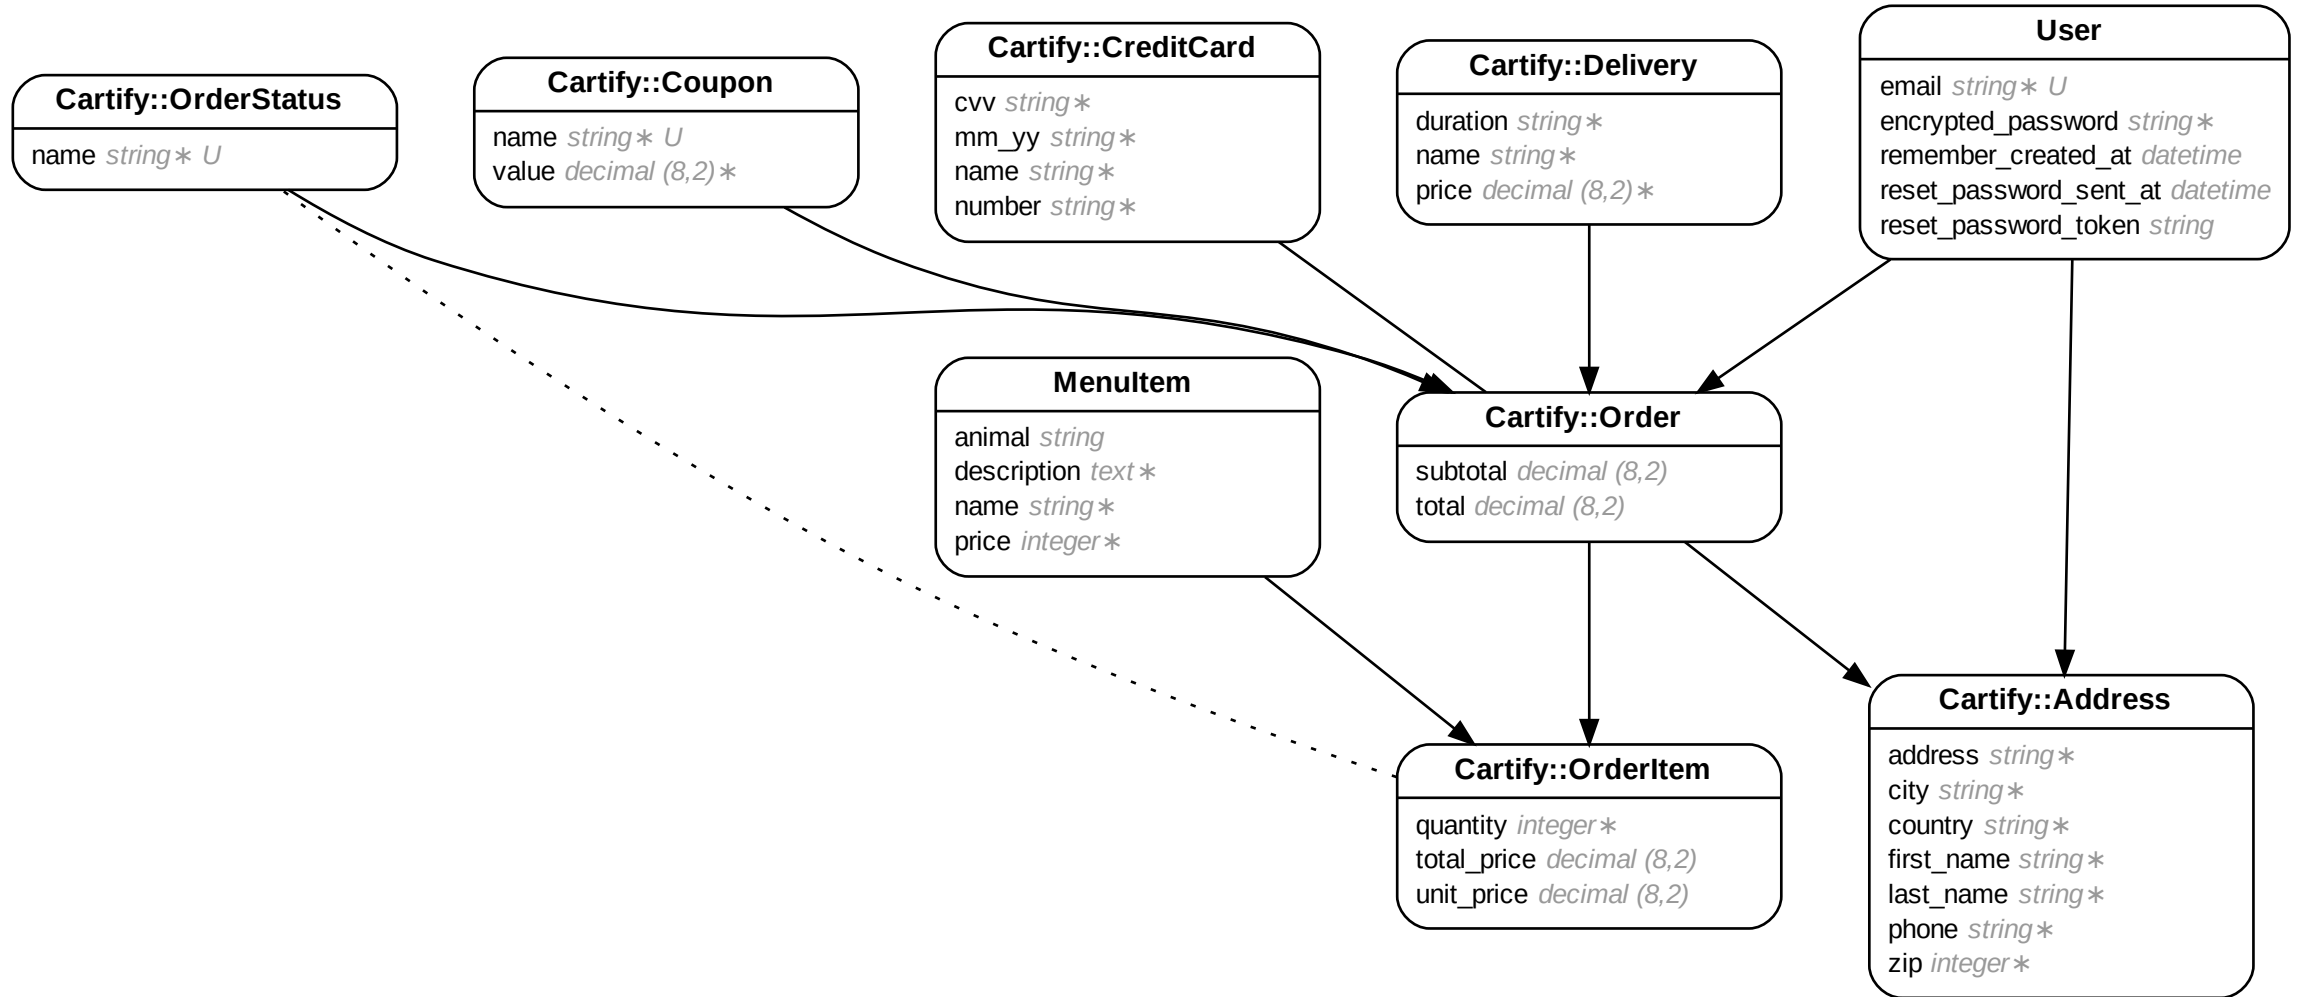 Cartify::OrderStatus
name string∗ U
Cartify::Coupon
name string∗ U
value decimal (8,2)∗
Cartify::CreditCard
cvv string∗
mm_yy string∗
name string∗
number string∗
Cartify::Delivery
duration string∗
name string∗
price decimal (8,2)∗
User
email string∗ U
encrypted_password string∗
remember_created_at datetime
reset_password_sent_at datetime
reset_password_token string
MenuItem
animal string
description text∗
name string∗
price integer∗
Cartify::Order
subtotal decimal (8,2)
total decimal (8,2)
Cartify::OrderItem
quantity integer∗
total_price decimal (8,2)
unit_price decimal (8,2)
Cartify::Address
address string∗
city string∗
country string∗
first_name string∗
last_name string∗
phone string∗
zip integer∗